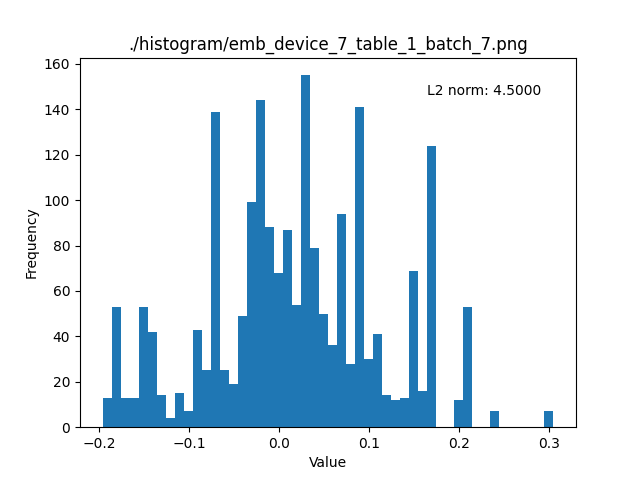 ./histogram/emb_device_7_table_1_batch_7.png
L2 norm: 4.5000
160
140
120
100
80
60
40
20
0
Frequency
−0.2 −0.1 0.0 0.1 0.2 0.3
Value